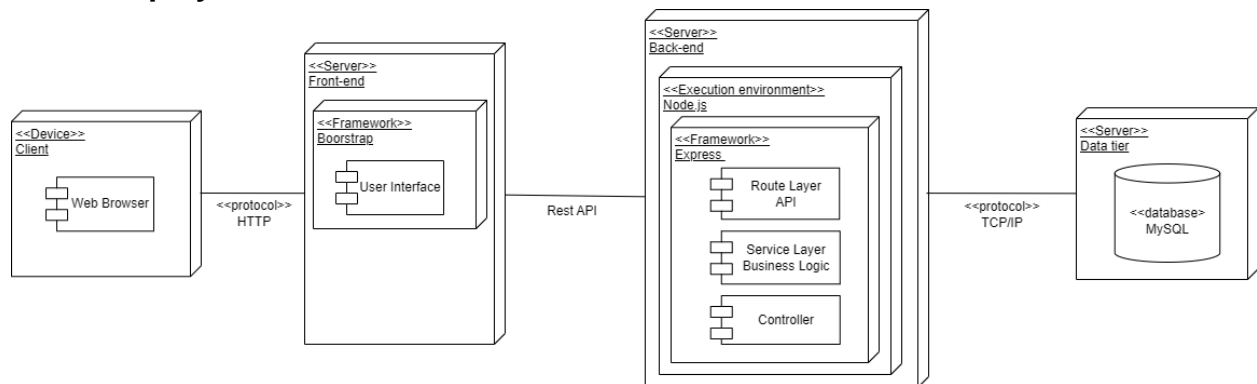 <<Device>>
Client
Web Browser
<<protocol>>
HTTP
<<Server>>
Front-end
<<Framework>>
Boorstrap
User Interface
Rest API
<<Server>>
Back-end
<<Execution environment>>
Node.js
<<Framework>>
Express
Route Layer
API
Service Layer
Business Logic
Controller
<<protocol>>
TCP/IP
<<Server>>
Data tier
<<database>
MySQL